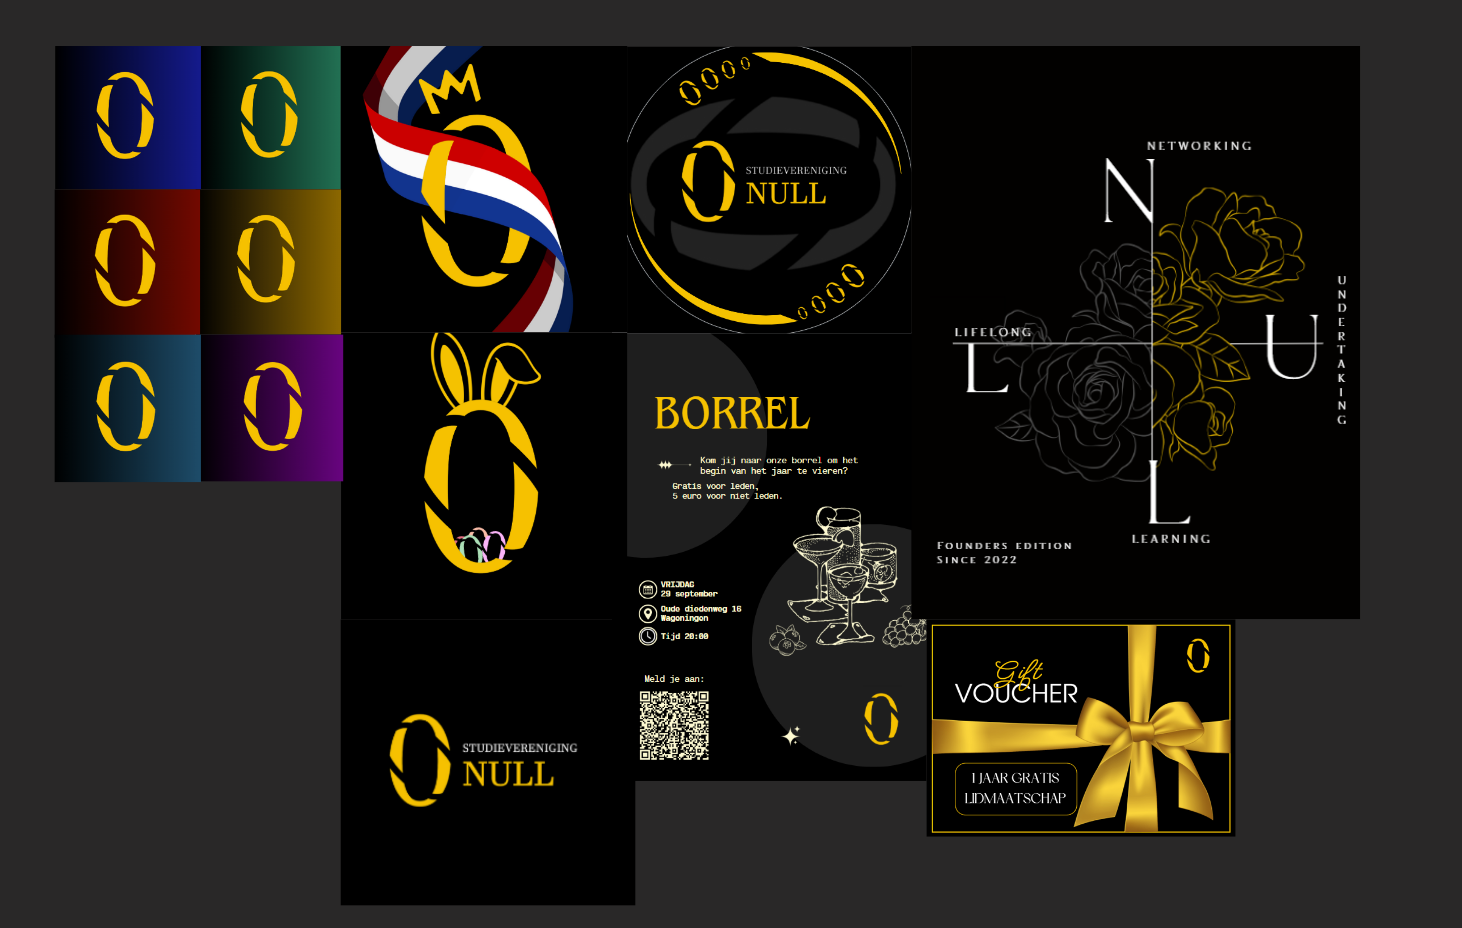 STUDIEVERENIGING
NULL
NETWORKING
N
UNDERTAKING
LIFELONG
L
U
L
LEARNING
FOUNDERS EDITION
SINCE 2022
BORREL
Kom jij naar onze borrel om het
begin van het jaar te vieren?
Gratis voor leden,
5 euro voor niet leden.
VRIJDAG
29 september
Oude diedenweg 16
Wageningen
Tijd 20:00
Meld je aan:
STUDIEVERENIGING
NULL
Gift
VOUCHER
1 JAAR GRATIS
LIDMAATSCHAP